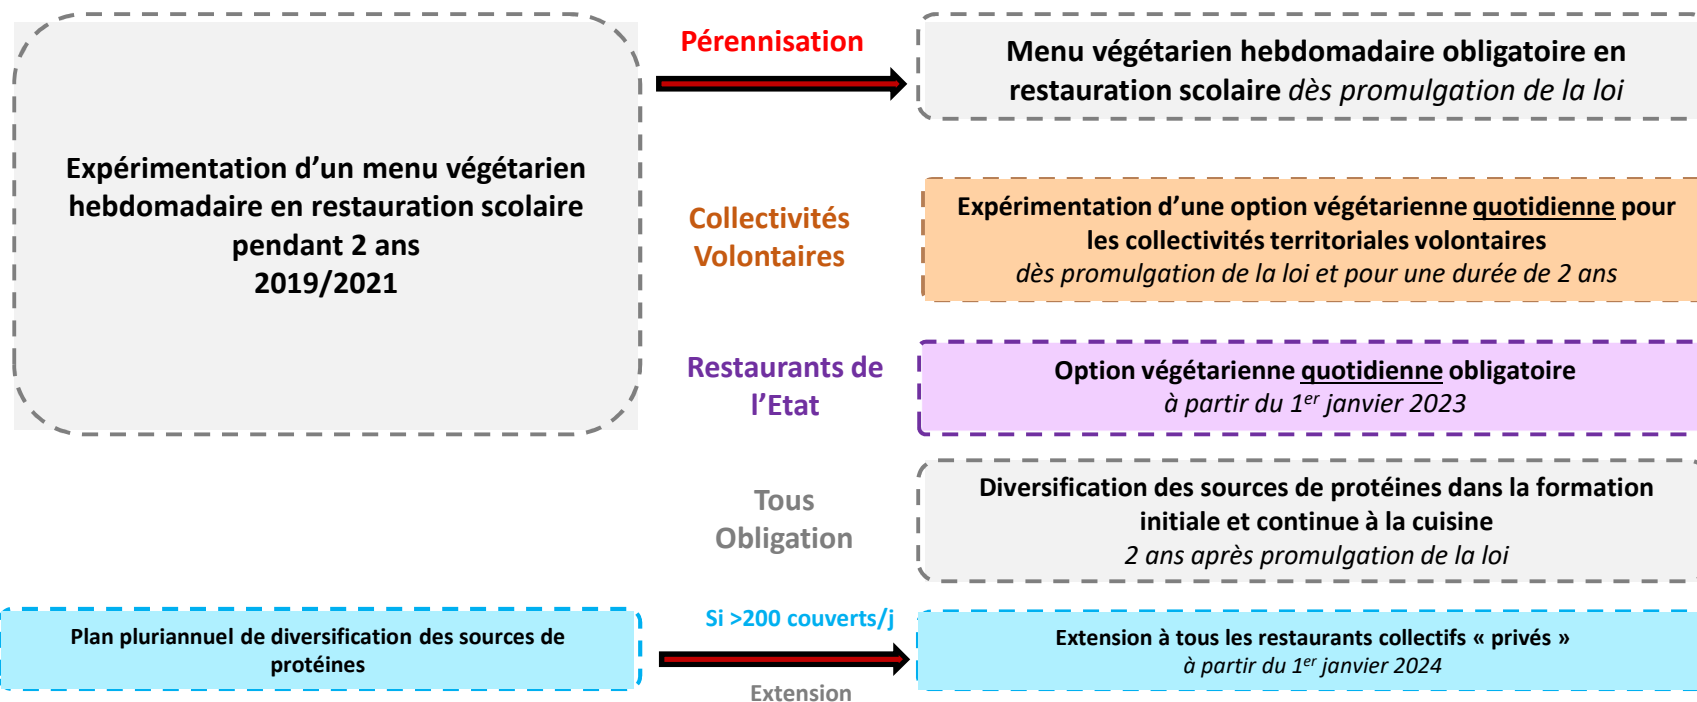 Expérimentation d’un menu végétarien
hebdomadaire en restauration scolaire
pendant 2 ans
2019/2021
Pérennisation
Menu végétarien hebdomadaire obligatoire en
restauration scolaire dès promulgation de la loi
Collectivités
Volontaires
Expérimentation d’une option végétarienne quotidienne pour
les collectivités territoriales volontaires
dès promulgation de la loi et pour une durée de 2 ans
Restaurants de
l’Etat
Option végétarienne quotidienne obligatoire
à partir du 1er janvier 2023
Tous
Obligation
Diversification des sources de protéines dans la formation
initiale et continue à la cuisine
2 ans après promulgation de la loi
Plan pluriannuel de diversification des sources de
protéines
Si >200 couverts/j
Extension
Extension à tous les restaurants collectifs « privés »
à partir du 1er janvier 2024